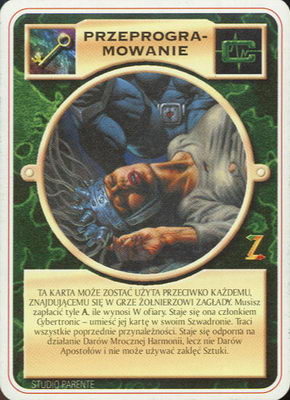 PRZEPROGRA-
MOWANIE
TA KARTA MOŻE ZOSTAĆ UŻYTA PRZECIWKO KAŻDEMU,
ZNAJDUJĄCEMU SIĘ W GRZE ŻOŁNIERZOWI ZAGŁADY. Musisz
zapłacić tyle A, ile wynosi W ofiary. Staje się ona członkiem
Cybertronic – umieść jej kartę w swoim Szwadronie. Traci
wszystkie poprzednie przynależności. Staje się odporna na
działanie Darów Mrocznej Harmonii, lecz nie Darów
Apostołów i nie może używać zaklęć Sztuki.
STUDIO PARENTE